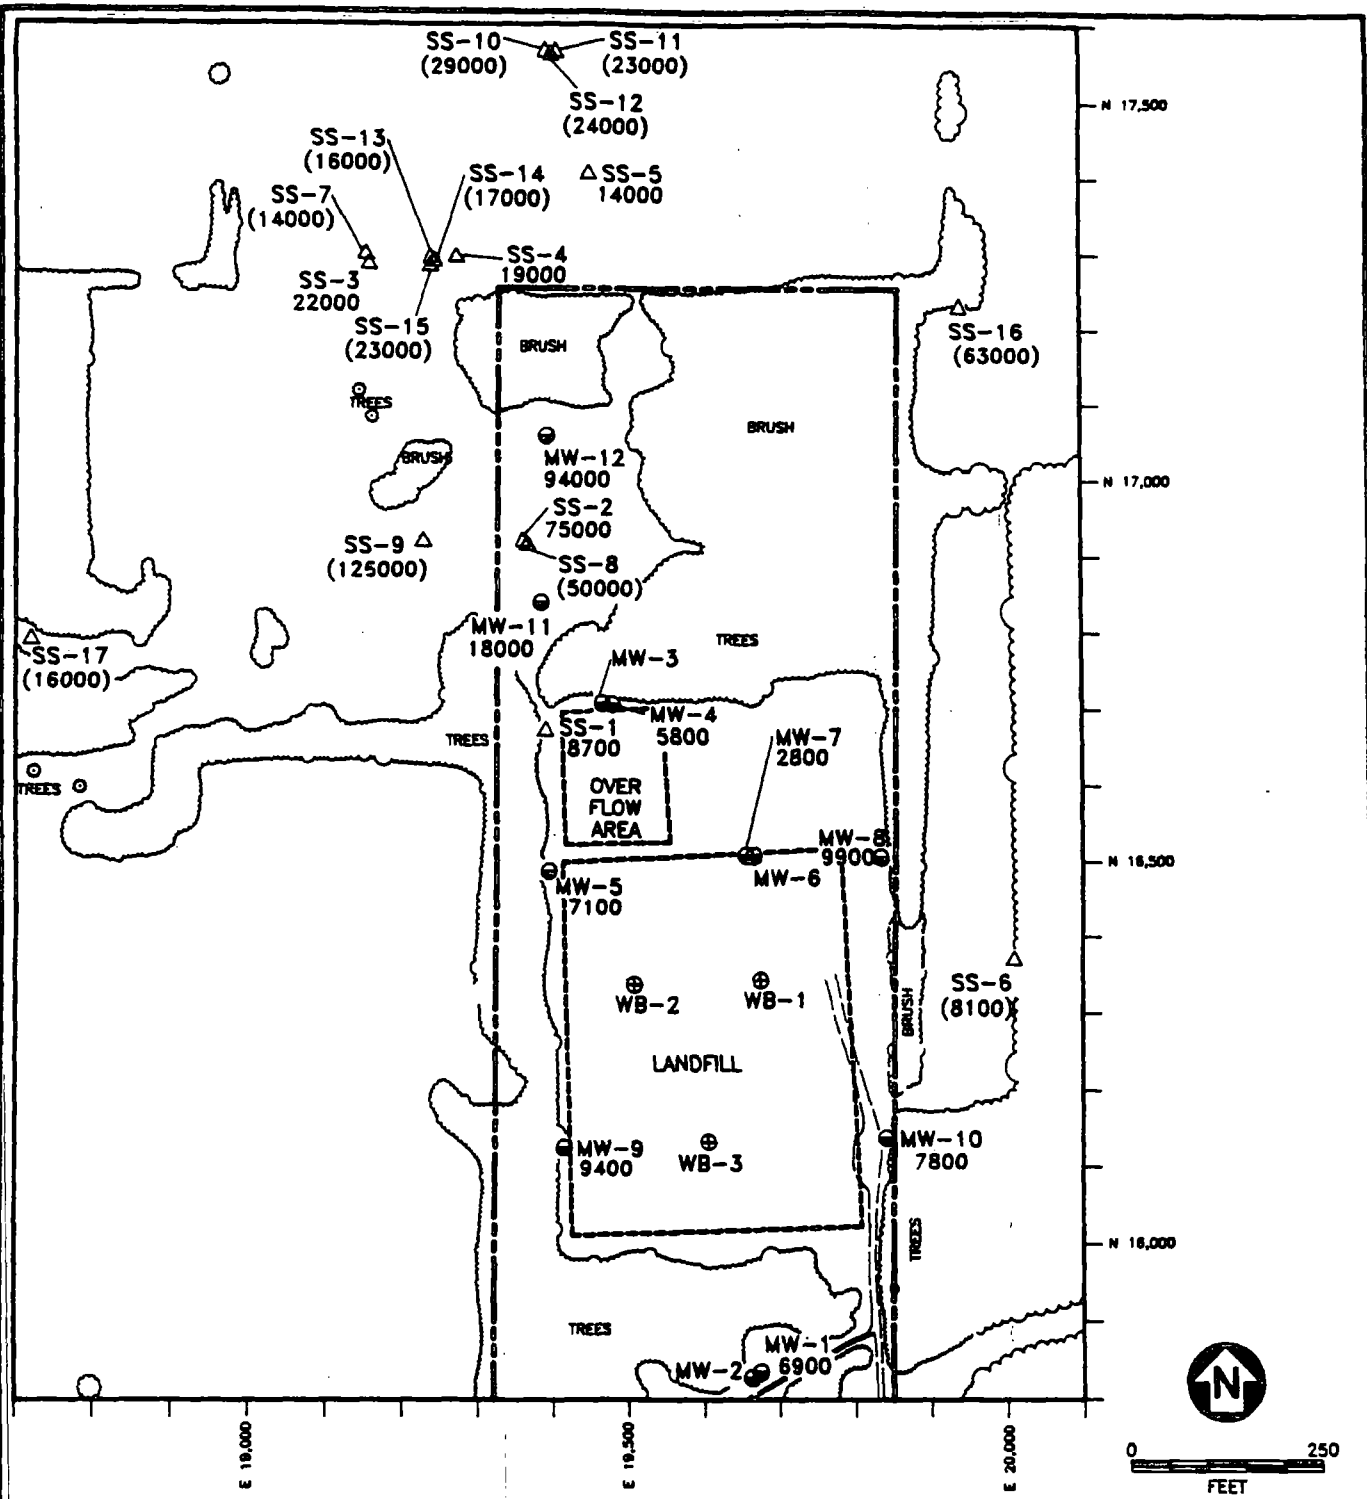 SS-10
(29000)
SS-11
(23000)
SS-12
(24000)
N 17,500
SS-13
(16000)
SS-14
(17000)
SS-5
14000
SS-7
(14000)
SS-4
19000
SS-3
22000
SS-15
(23000)
BRUSH
SS-16
(63000)
TREES
BRUSH
BRUSH
MW-12
94000
N 17,000
SS-2
75000
SS-9
(125000)
SS-8
(50000)
MW-11
18000
TREES
SS-17
(16000)
MW-3
SS-1
8700
MW-4
5800
TREES
MW-7
2800
TREES
OVER
FLOW
AREA
MW-8
9900
N 16,500
MW-6
MW-5
7100
SS-6
(8100)
WB-2
WB-1
BRUSH
LANDFILL
MW-10
7800
MW-9
9400
WB-3
TREES
N 16,000
TREES
MW-1
6900
MW-2
N
E 19,000
E 19,500
E 20,000
0 250
FEET